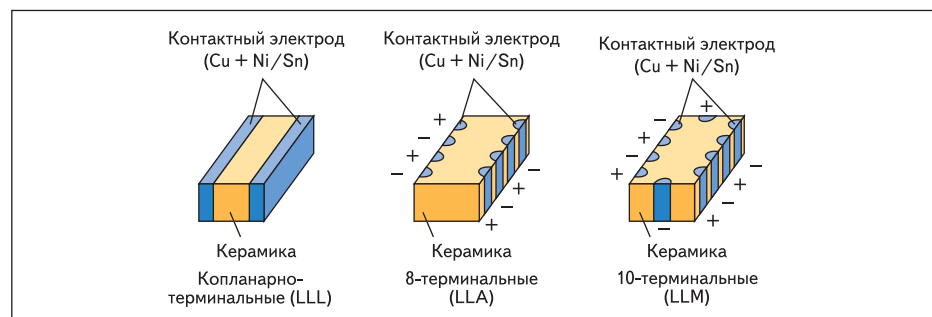 Контактный электрод
(Cu + Ni/Sn)
Керамика
Копланарно-
терминальные (LLL)
Контактный электрод
(Cu + Ni/Sn)
+
−
+
−
−
+
−
+
Керамика
8-терминальные
(LLA)
Контактный электрод
(Cu + Ni/Sn)
+
−
+
−
+
−
+
−
+
−
Керамика
10-терминальные
(LLM)